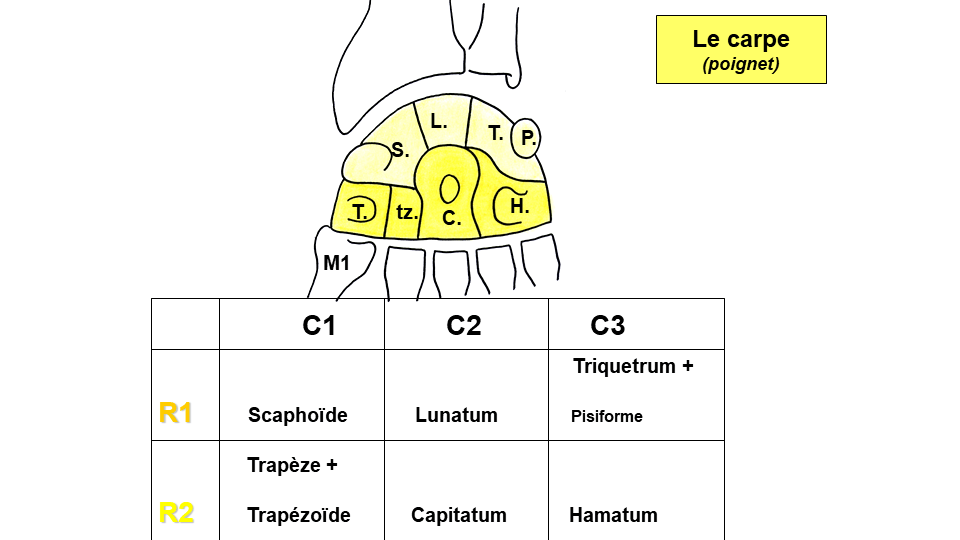 Le carpe
(poignet)
L.
T.
P.
S.
T.
tz.
C.
H.
M1
C1 C2 C3
Triquetrum +
R1 Scaphoïde Lunatum Pisiforme
Trapèze +
R2 Trapézoïde Capitatum Hamatum